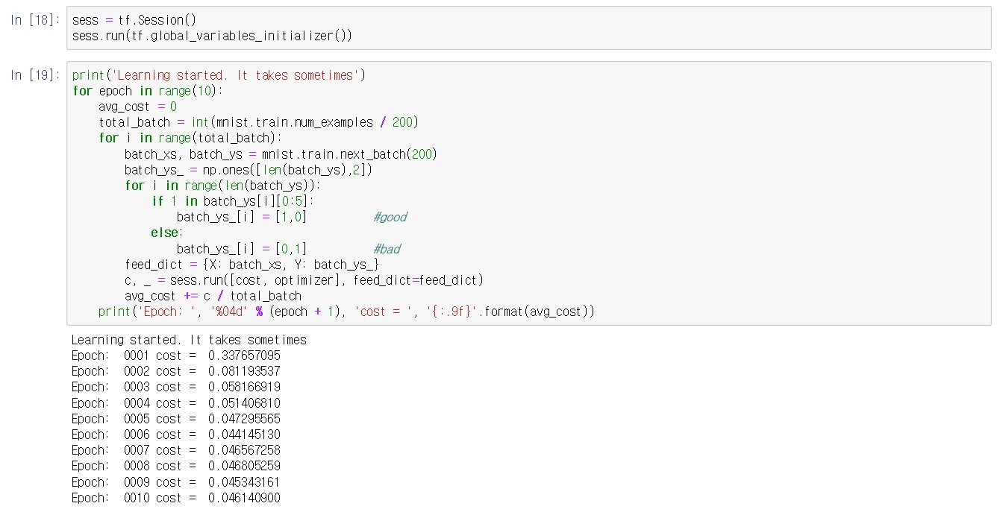 In [18]: sess = tf.Session()
sess.run(tf.global_variables_initializer())
In [19]: print('Learning started. It takes sometimes')
for epoch in range(10):
    avg_cost = 0
    total_batch = int(mnist.train.num_examples / 200)
    for i in range(total_batch):
        batch_xs, batch_ys = mnist.train.next_batch(200)
        batch_ys_ = np.ones([len(batch_ys),2])
        for i in range(len(batch_ys)):
            if 1 in batch_ys[i][0:5]:
                batch_ys_[i] = [1,0]          #good
            else:
                batch_ys_[i] = [0,1]          #bad
        feed_dict = {X: batch_xs, Y: batch_ys_}
        c, _ = sess.run([cost, optimizer], feed_dict=feed_dict)
        avg_cost += c / total_batch
    print('Epoch: ', '%04d' % (epoch + 1), 'cost = ', '{:.9f}'.format(avg_cost))
Learning started. It takes sometimes
Epoch:  0001 cost =  0.337657095
Epoch:  0002 cost =  0.081193537
Epoch:  0003 cost =  0.058166919
Epoch:  0004 cost =  0.051406810
Epoch:  0005 cost =  0.047295565
Epoch:  0006 cost =  0.044145130
Epoch:  0007 cost =  0.046567258
Epoch:  0008 cost =  0.046805259
Epoch:  0009 cost =  0.045343161
Epoch:  0010 cost =  0.046140900